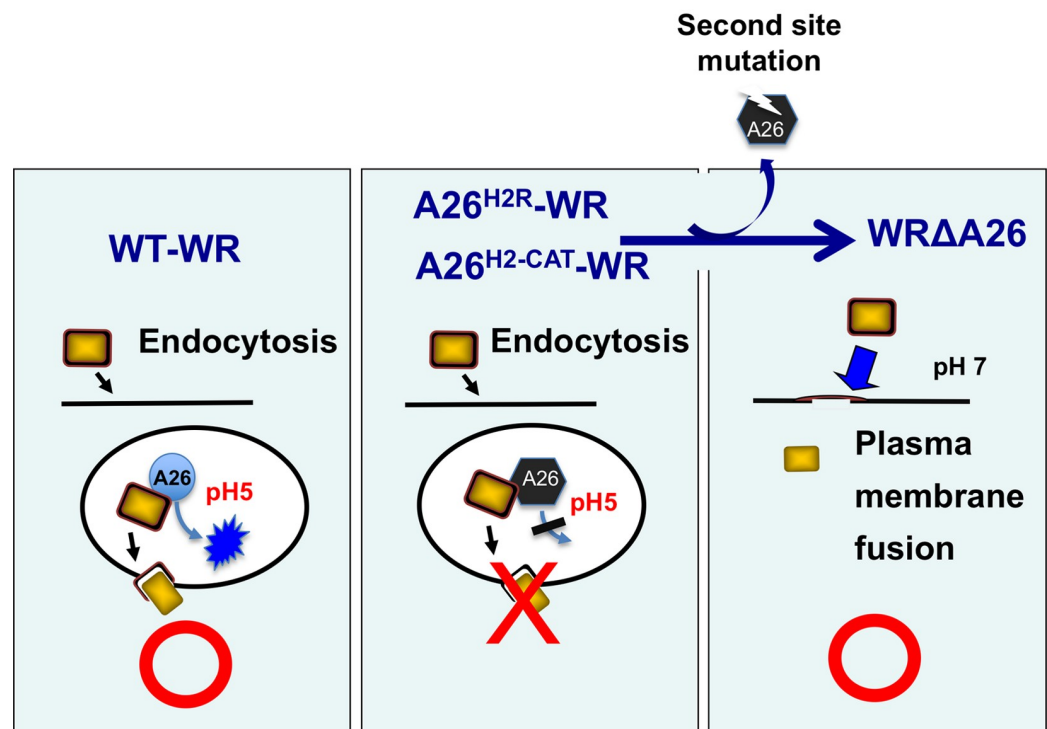 Second site
mutation
A26
WT-WR
Endocytosis
A26
pH5
A26ᴴ²ᴿ-WR
A26ᴴ²⁻ᶜᴬᵀ-WR
Endocytosis
A26
pH5
WRΔA26
pH 7
Plasma
membrane
fusion